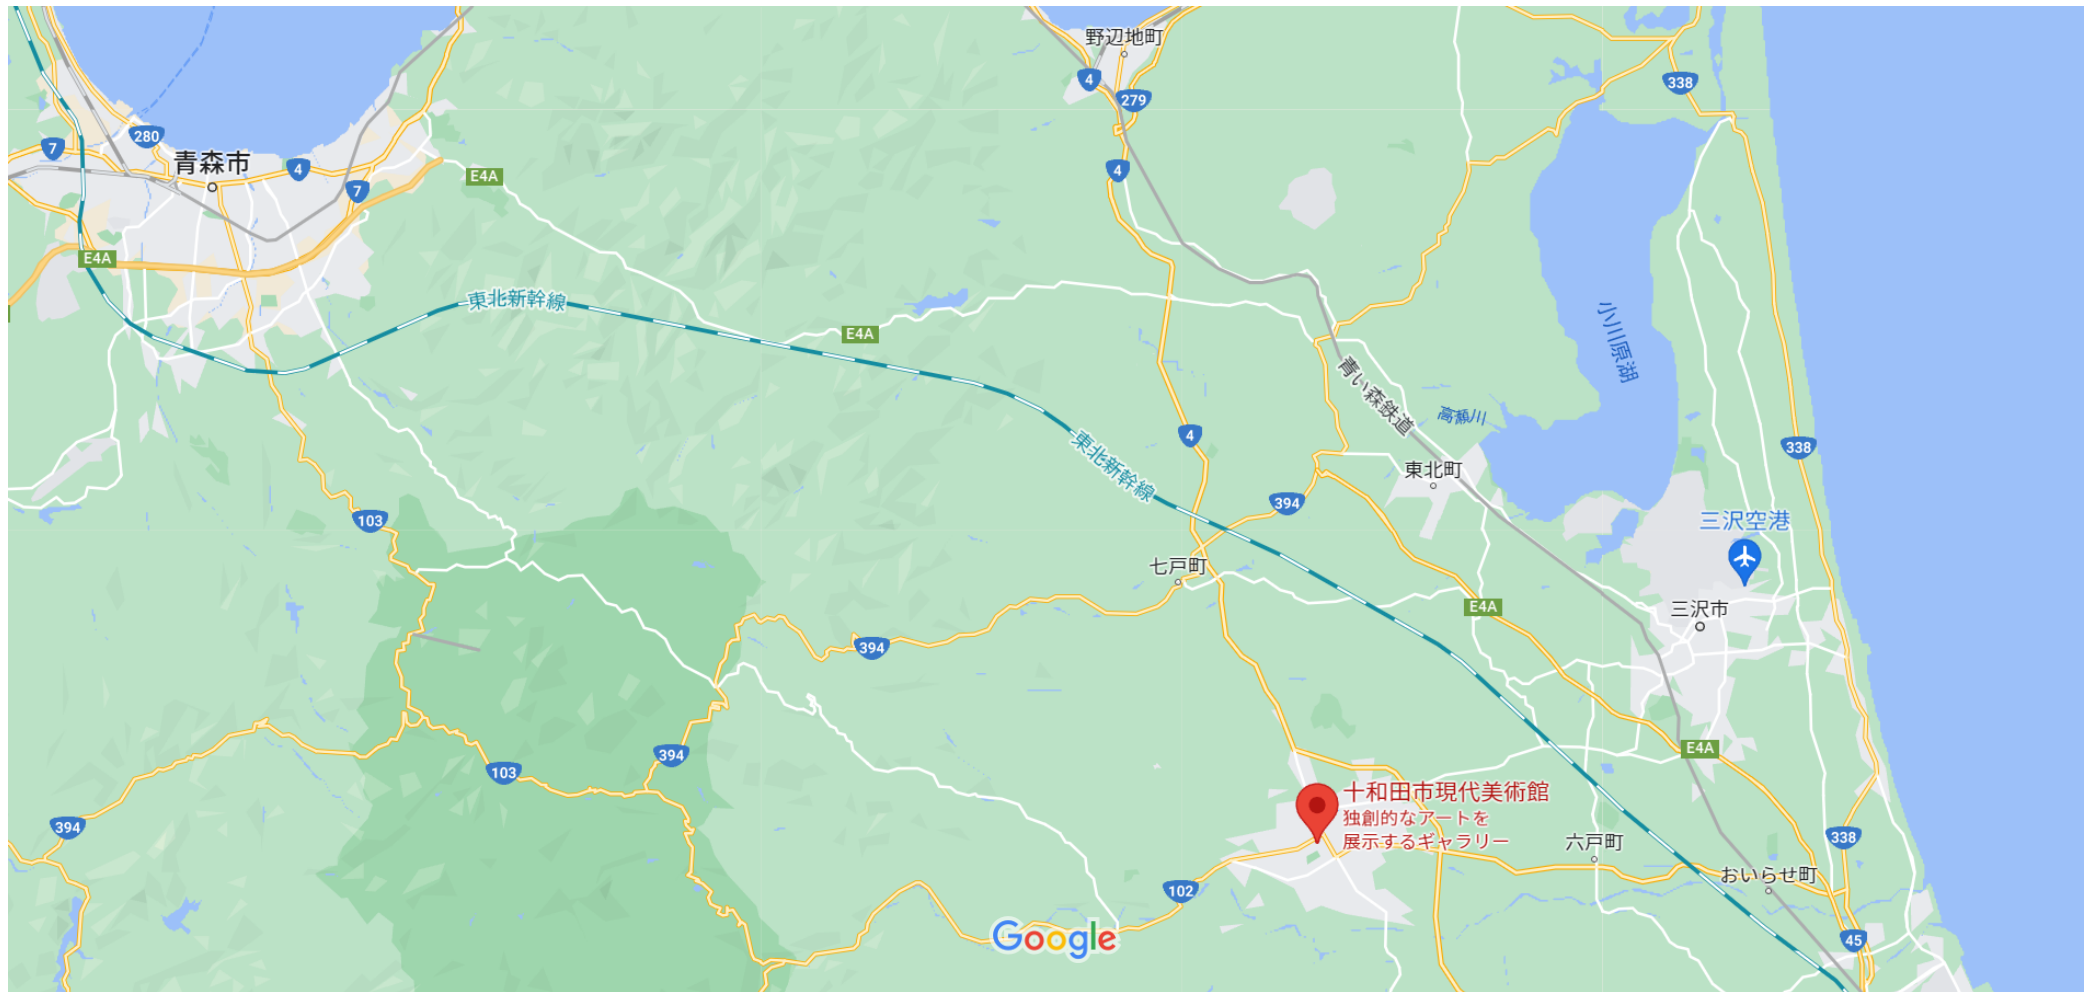 野辺地町
4
338
279
280
7
青森市
4
4
E4A
7
E4A
東北新幹線
小川原湖
E4A
青い森鉄道
高瀬川
4
東北新幹線
338
東北町
394
103
三沢空港
七戸町
E4A
三沢市
394
E4A
394
103
十和田市現代美術館
独創的なアートを
展示するギャラリー
394
338
六戸町
おいらせ町
102
Google
45